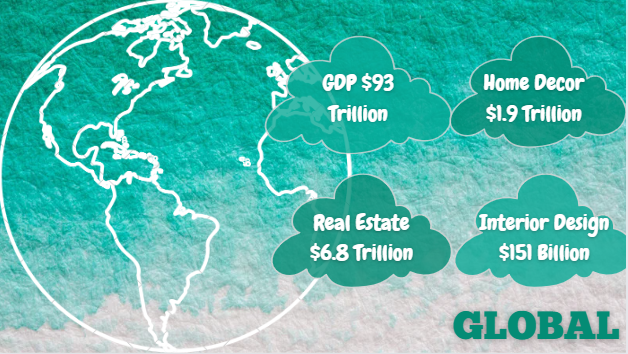 GDP $93
Trillion
Home Decor
$1.9 Trillion
Real Estate
$6.8 Trillion
Interior Design
$151 Billion
GLOBAL